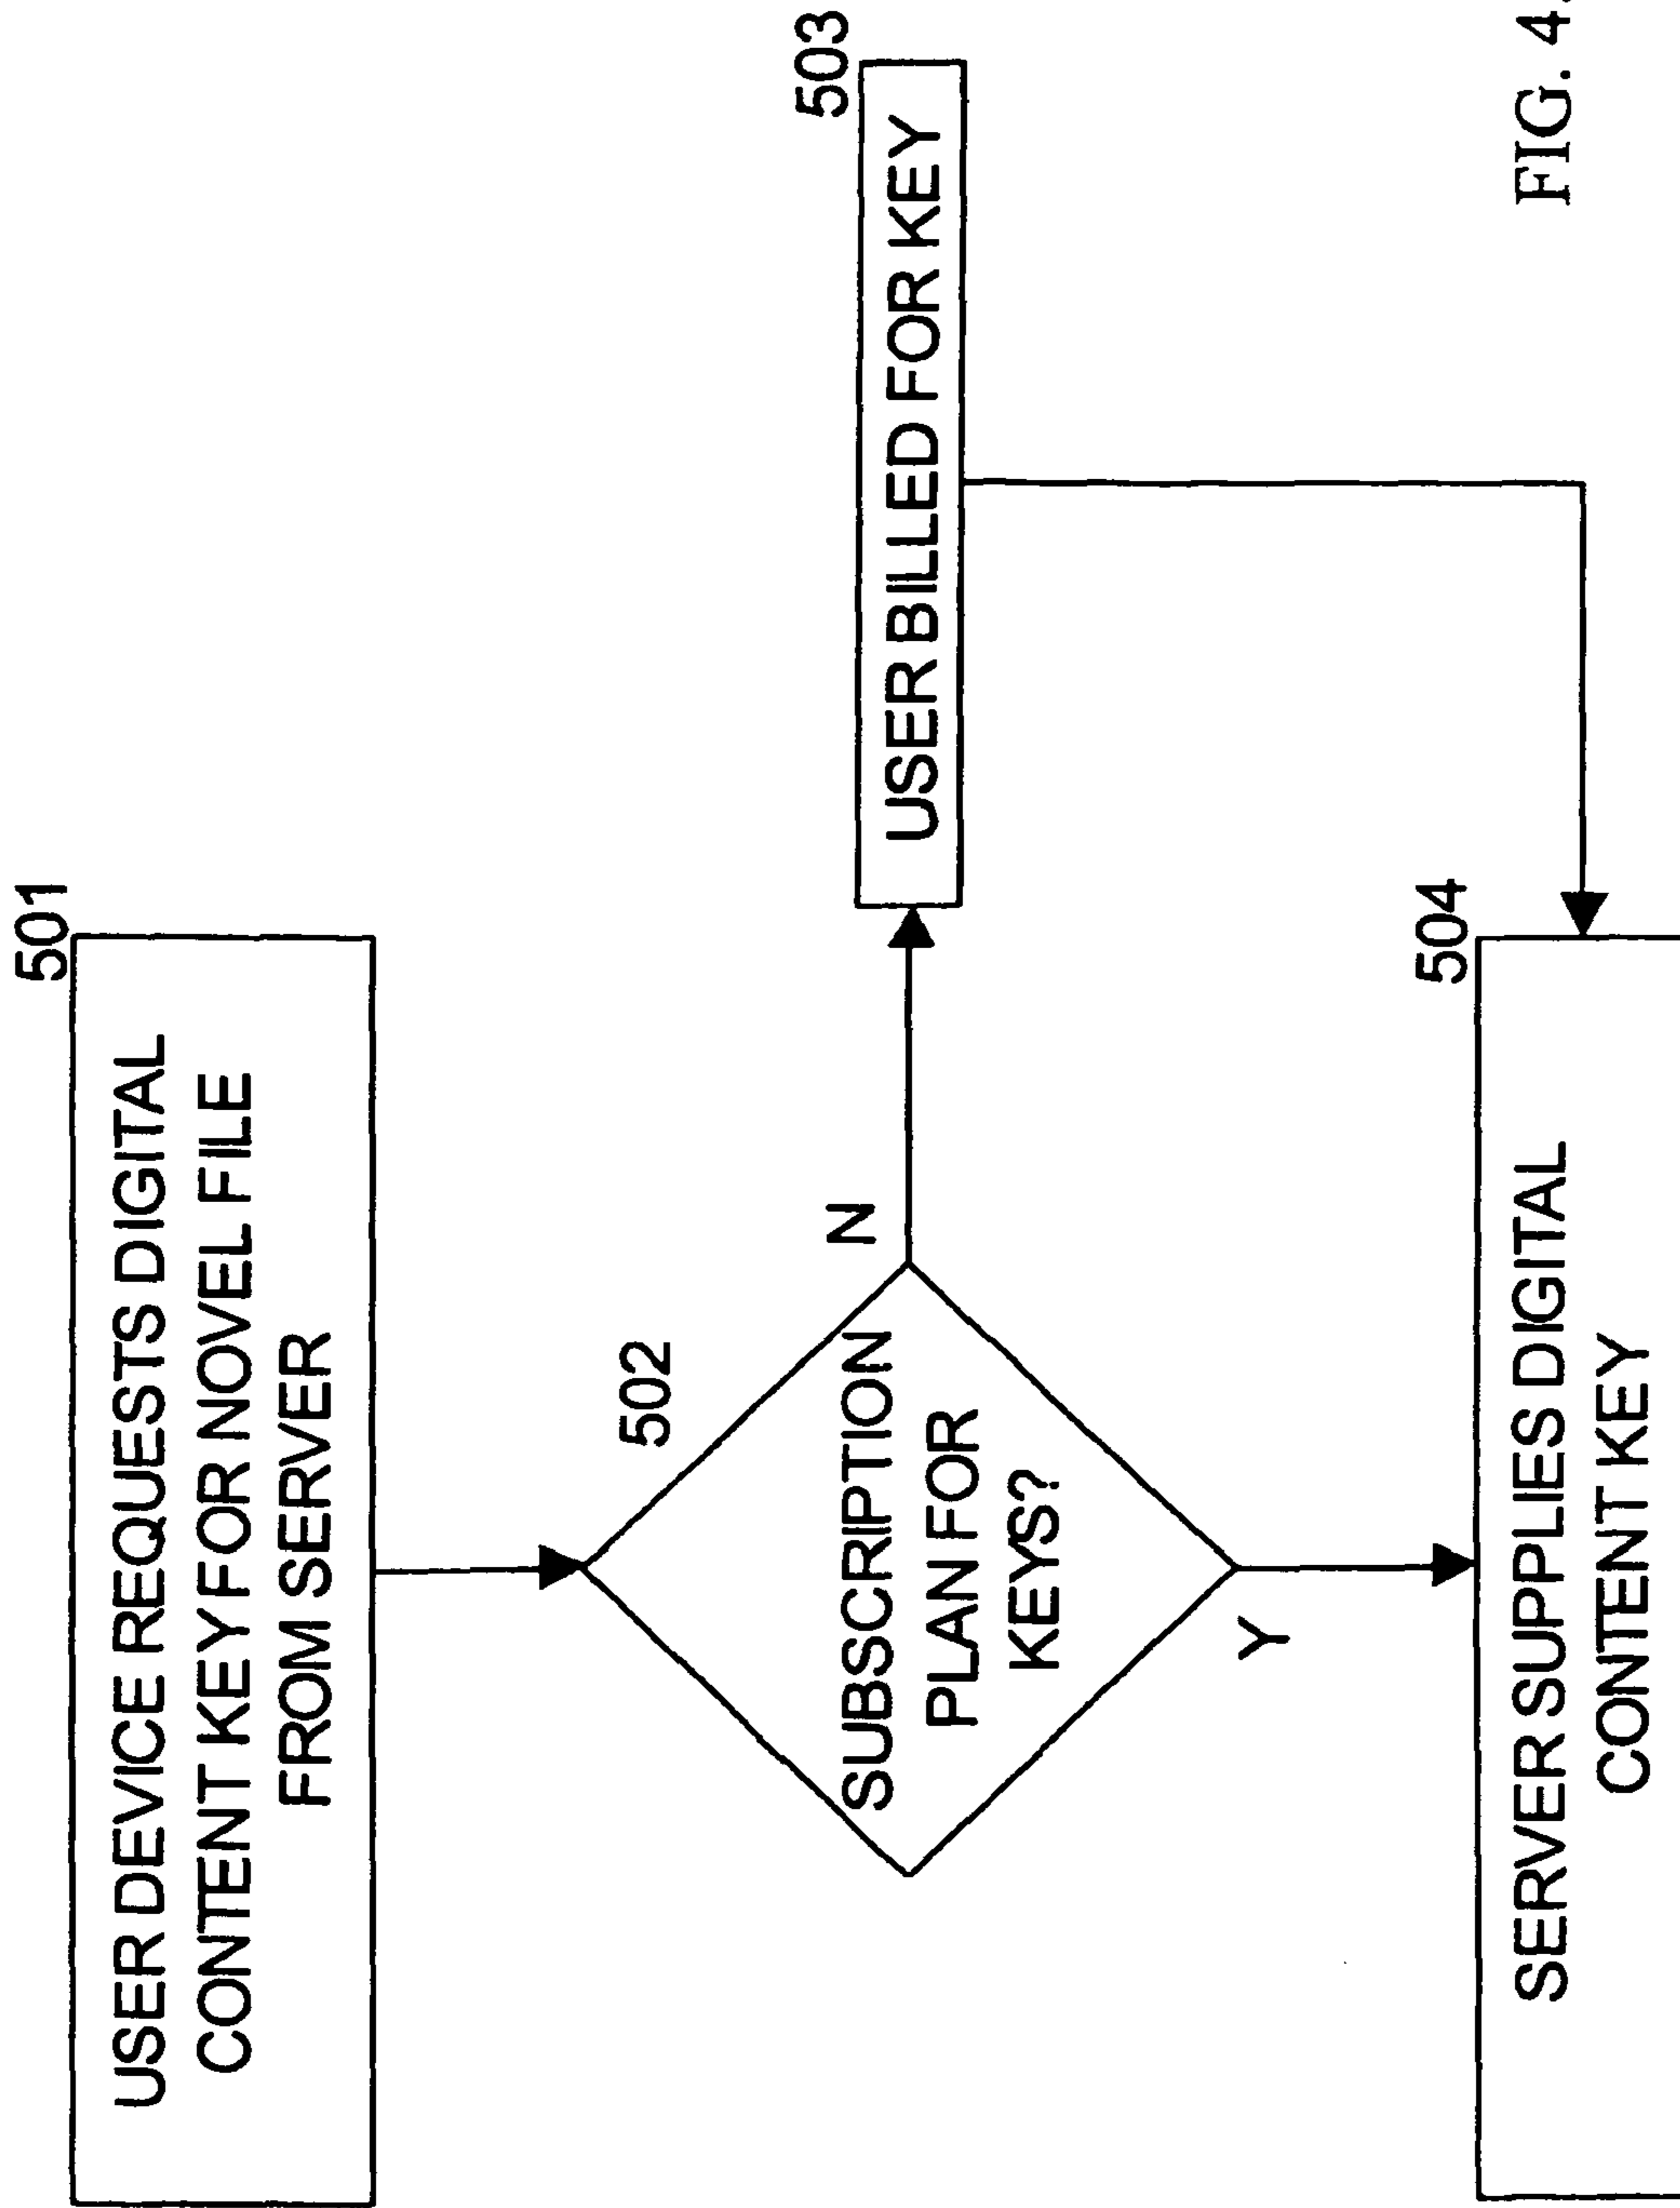 501
USER DEVICE REQUESTS DIGITAL
CONTENT KEY FOR NOVEL FILE
FROM SERVER
502
SUBSCRIPTION
PLAN FOR
KEYS?
N
503
USER BILLED FOR KEY
Y
504
SERVER SUPPLIES DIGITAL
CONTENT KEY
FIG. 4.